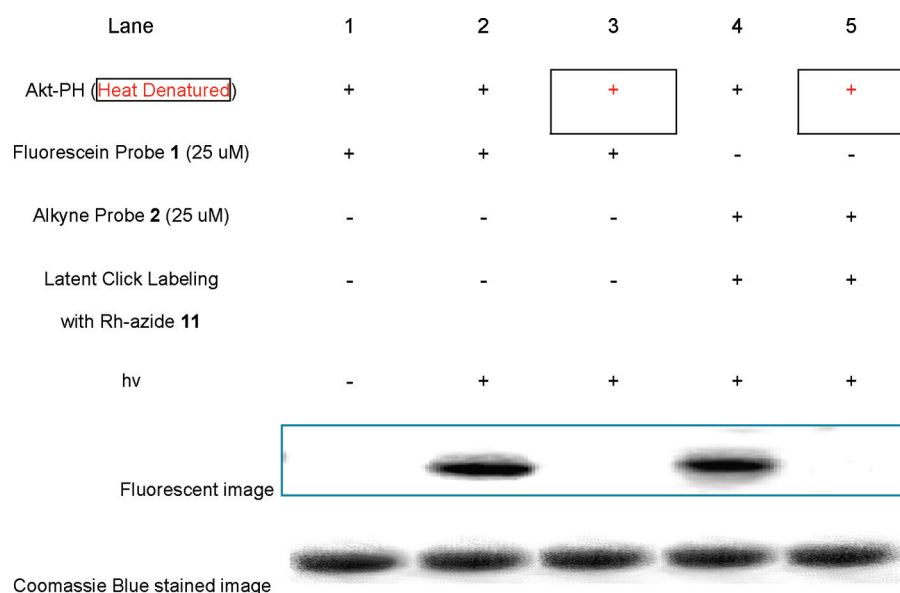 Lane 1 2 3 4 5
Akt-PH (Heat Denatured) + + + + +
Fluorescein Probe 1 (25 uM) + + + - -
Alkyne Probe 2 (25 uM) - - - + +
Latent Click Labeling - - - + +
with Rh-azide 11
hv - + + + +
Fluorescent image
Coomassie Blue stained image